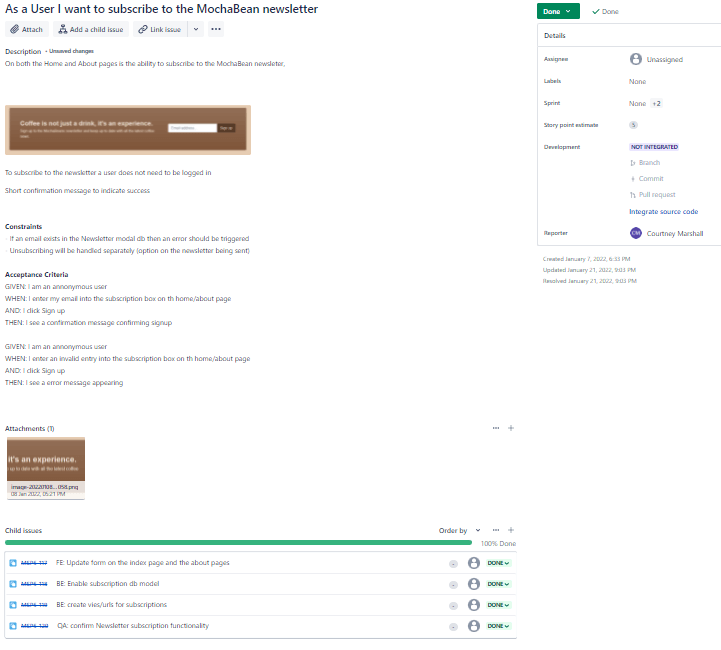 As a User I want to subscribe to the MochaBean newsletter
Attach
Add a child issue
Link issue
Description • Unsaved changes
On both the Home and About pages is the ability to subscribe to the MochaBean newsleter,
Coffee is not just a drink, it's an experience.
Email address
Sign up
To subscribe to the newsletter a user does not need to be logged in
Short confirmation message to indicate success
Constraints
If an email exists in the Newsletter modal db then an error should be triggered
Unsubscribing will be handled separately (option on the newsletter being sent)
Acceptance Criteria
GIVEN: I am an annonymous user
WHEN: I enter my email into the subscription box on th home/about page
AND: I click Sign up
THEN: I see a confirmation message confirming signup
GIVEN: I am an annonymous user
WHEN: I enter an invalid entry into the subscription box on th home/about page
AND: I click Sign up
THEN: I see a error message appearing
Attachments (1)
it's an experience.
up to date with all the latest coffee
image-20220108...058.png
08 Jan 2022, 05:21 PM
Child issues
Order by
100% Done
FE: Update form on the index page and the about pages
DONE
BE: Enable subscription db model
DONE
BE: create vies/urls for subscriptions
DONE
QA: confirm Newsletter subscription functionality
DONE
Done
Done
Details
Assignee
Unassigned
Labels
None
Sprint
None +2
Story point estimate
5
Development
NOT INTEGRATED
Branch
Commit
Pull request
Integrate source code
Reporter
CM
Courtney Marshall
Created January 7, 2022, 6:33 PM
Updated January 21, 2022, 9:03 PM
Resolved January 21, 2022, 9:03 PM